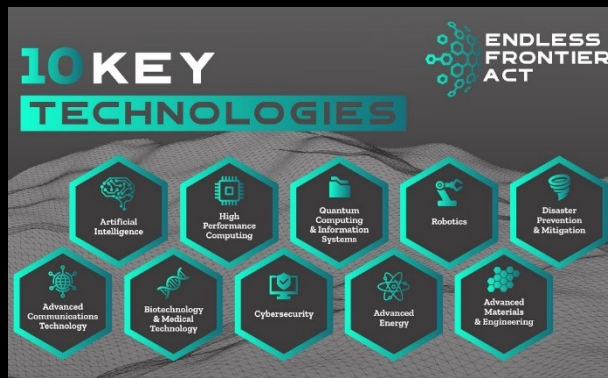 10 KEY
TECHNOLOGIES
ENDLESS
FRONTIER
ACT
Artificial
Intelligence
High
Performance
Computing
Quantum
Computing
& Information
Systems
Robotics
Disaster
Prevention
& Mitigation
Advanced
Communications
Technology
Biotechnology
& Medical
Technology
Cybersecurity
Advanced
Energy
Advanced
Materials
& Engineering